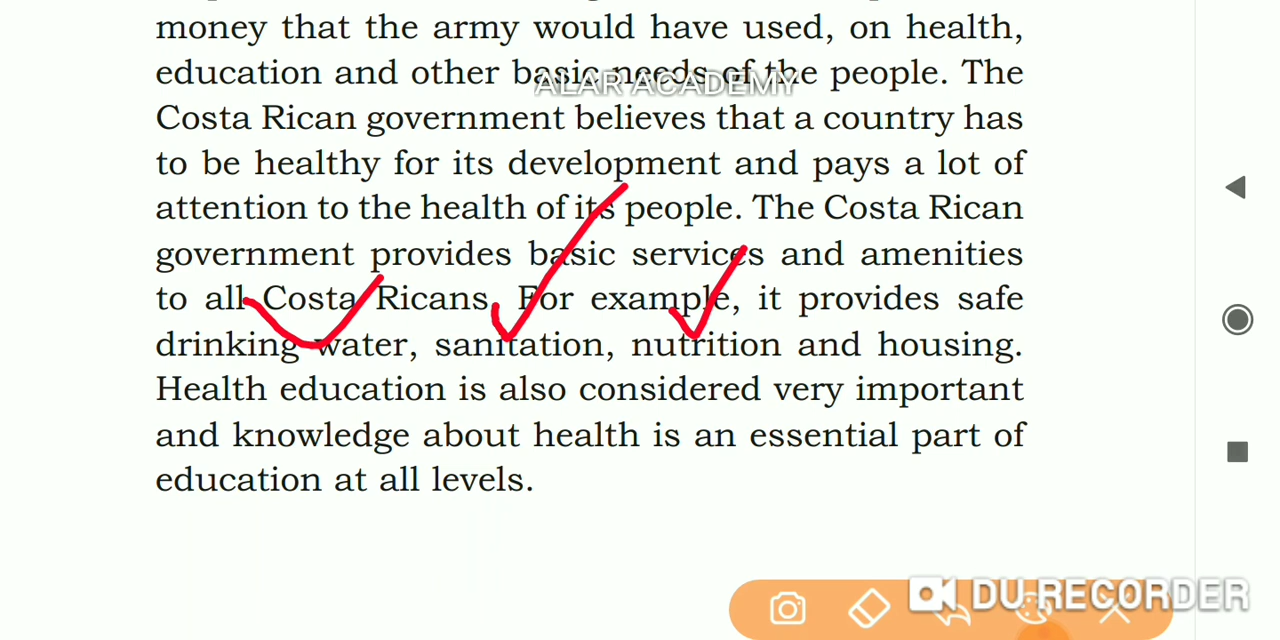 money that the army would have used, on health,
education and other basic needs of the people. The
ALAR ACADEMY
Costa Rican government believes that a country has
to be healthy for its development and pays a lot of
attention to the health of its people. The Costa Rican
government provides basic services and amenities
to all Costa Ricans. For example, it provides safe
drinking water, sanitation, nutrition and housing.
Health education is also considered very important
and knowledge about health is an essential part of
education at all levels.
DU RECORDER